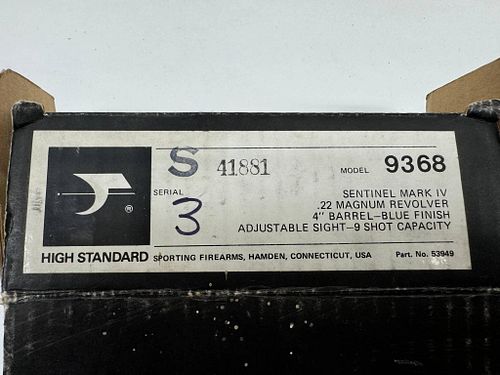 S 41881 MODEL 9368
SERIAL
3
SENTINEL MARK IV
.22 MAGNUM REVOLVER
4" BARREL–BLUE FINISH
ADJUSTABLE SIGHT–9 SHOT CAPACITY
®
HIGH STANDARD SPORTING FIREARMS, HAMDEN, CONNECTICUT, USA Part. No. 53949